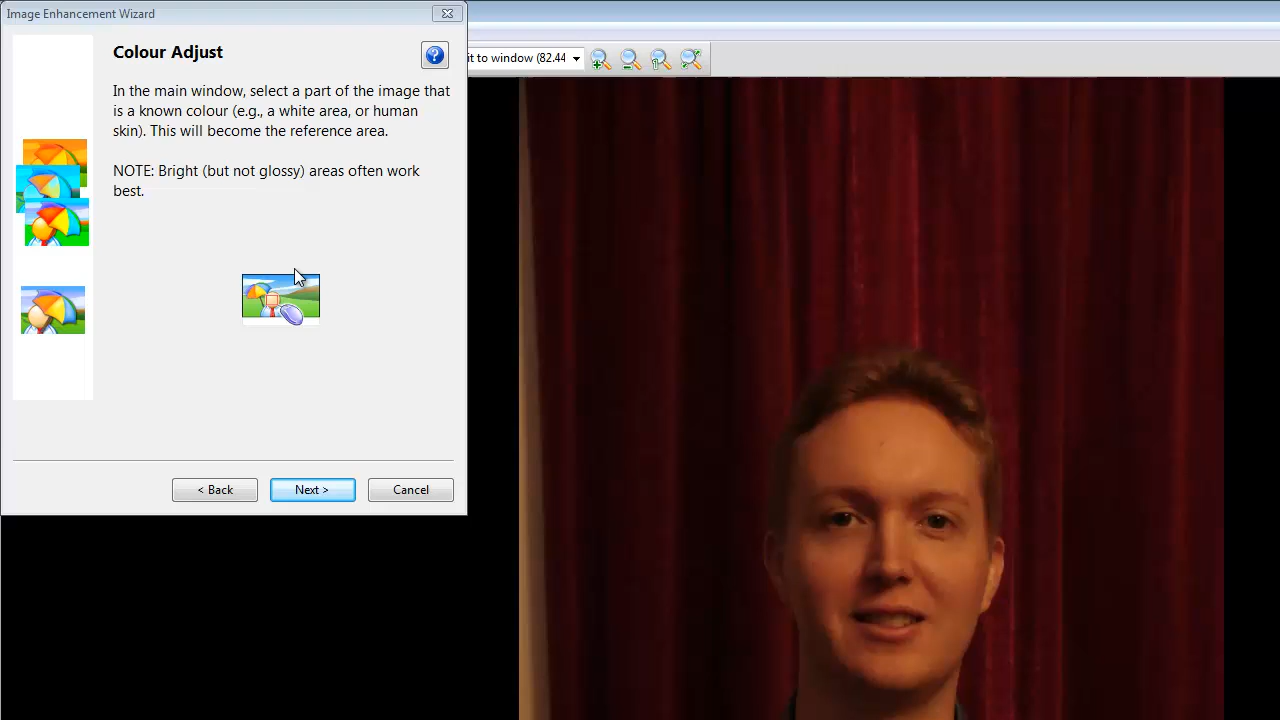 Image Enhancement Wizard
it to window (82.44
Colour Adjust
In the main window, select a part of the image that
is a known colour (e.g., a white area, or human
skin). This will become the reference area.
NOTE: Bright (but not glossy) areas often work
best.
< Back
Next >
Cancel